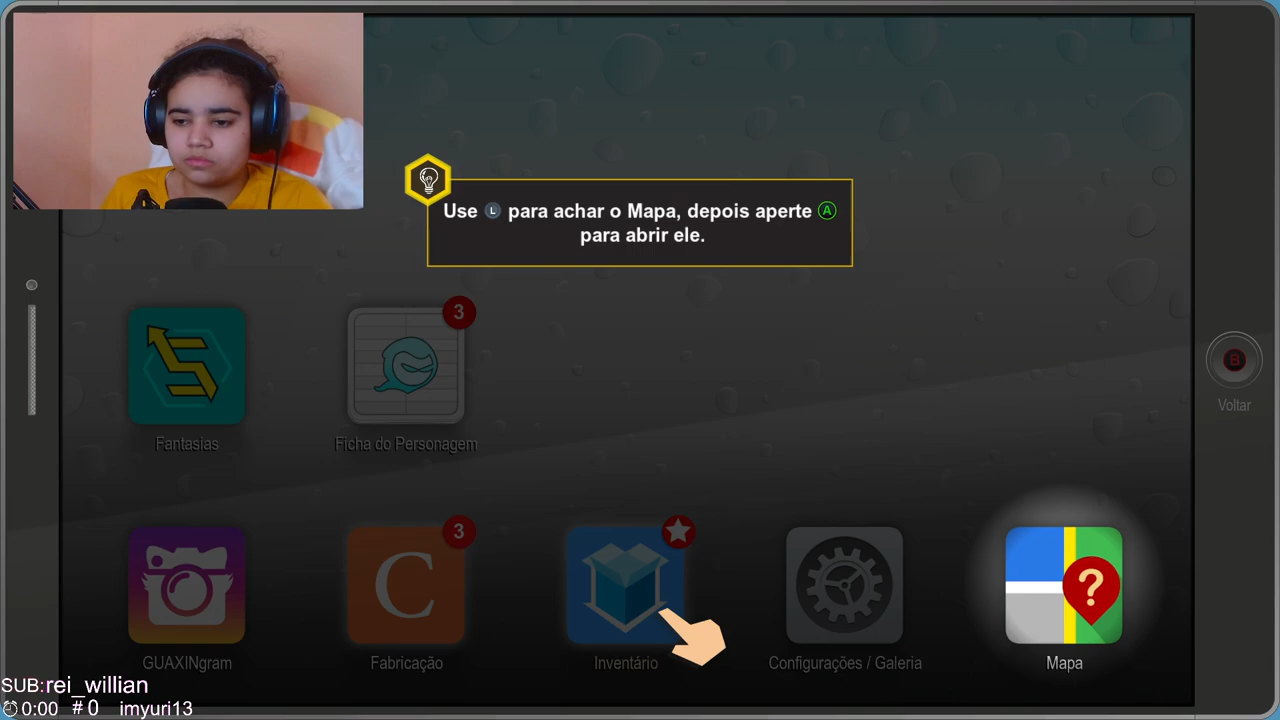 Use L para achar o Mapa, depois aperte A
para abrir ele.
3
Fantasias
Ficha do Personagem
B
Voltar
3
C
?
GUAXINgram
Fabricação
Inventário
Configurações / Galeria
Mapa
SUB:rei_willian
0:00 #0 imyuri13